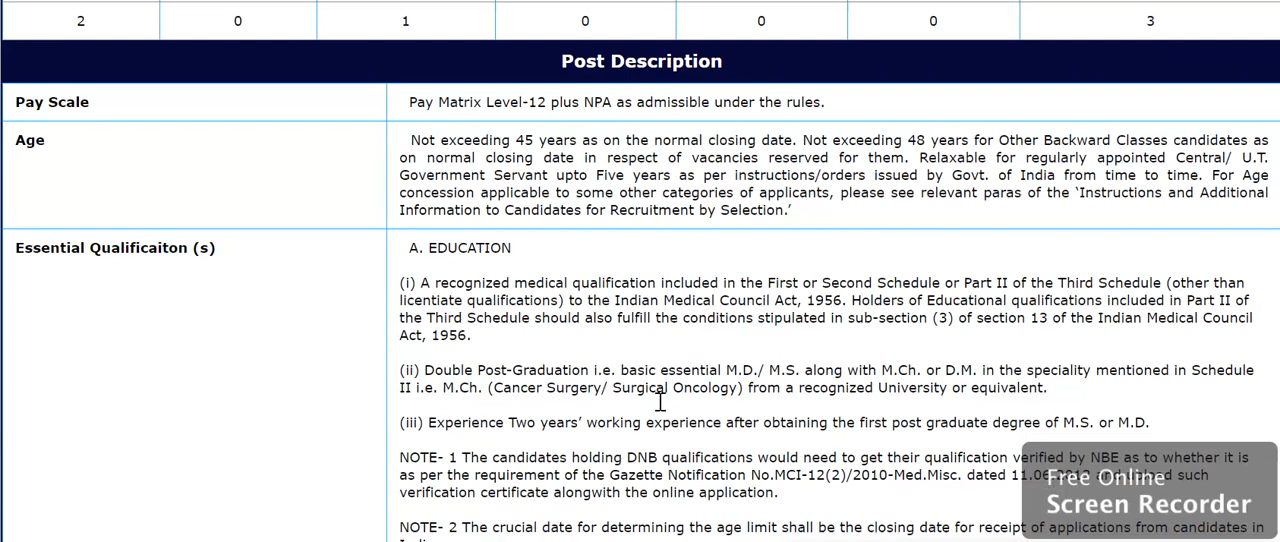 2 0 1 0 0 0 3
Post Description
Pay Scale
Pay Matrix Level-12 plus NPA as admissible under the rules.
Age
Not exceeding 45 years as on the normal closing date. Not exceeding 48 years for Other Backward Classes candidates as
on normal closing date in respect of vacancies reserved for them. Relaxable for regularly appointed Central/ U.T.
Government Servant upto Five years as per instructions/orders issued by Govt. of India from time to time. For Age
concession applicable to some other categories of applicants, please see relevant paras of the ‘Instructions and Additional
Information to Candidates for Recruitment by Selection.’
Essential Qualificaiton (s)
A. EDUCATION
(i) A recognized medical qualification included in the First or Second Schedule or Part II of the Third Schedule (other than
licentiate qualifications) to the Indian Medical Council Act, 1956. Holders of Educational qualifications included in Part II of
the Third Schedule should also fulfill the conditions stipulated in sub-section (3) of section 13 of the Indian Medical Council
Act, 1956.
(ii) Double Post-Graduation i.e. basic essential M.D./ M.S. along with M.Ch. or D.M. in the speciality mentioned in Schedule
II i.e. M.Ch. (Cancer Surgery/ Surgical Oncology) from a recognized University or equivalent.
(iii) Experience Two years’ working experience after obtaining the first post graduate degree of M.S. or M.D.
NOTE- 1 The candidates holding DNB qualifications would need to get their qualification verified by NBE as to whether it is
as per the requirement of the Gazette Notification No.MCI-12(2)/2010-Med.Misc. dated such
verification certificate alongwith the online application.
NOTE- 2 The crucial date for determining the age limit shall be the closing date for receipt of applications from candidates in
Free Online
Screen Recorder